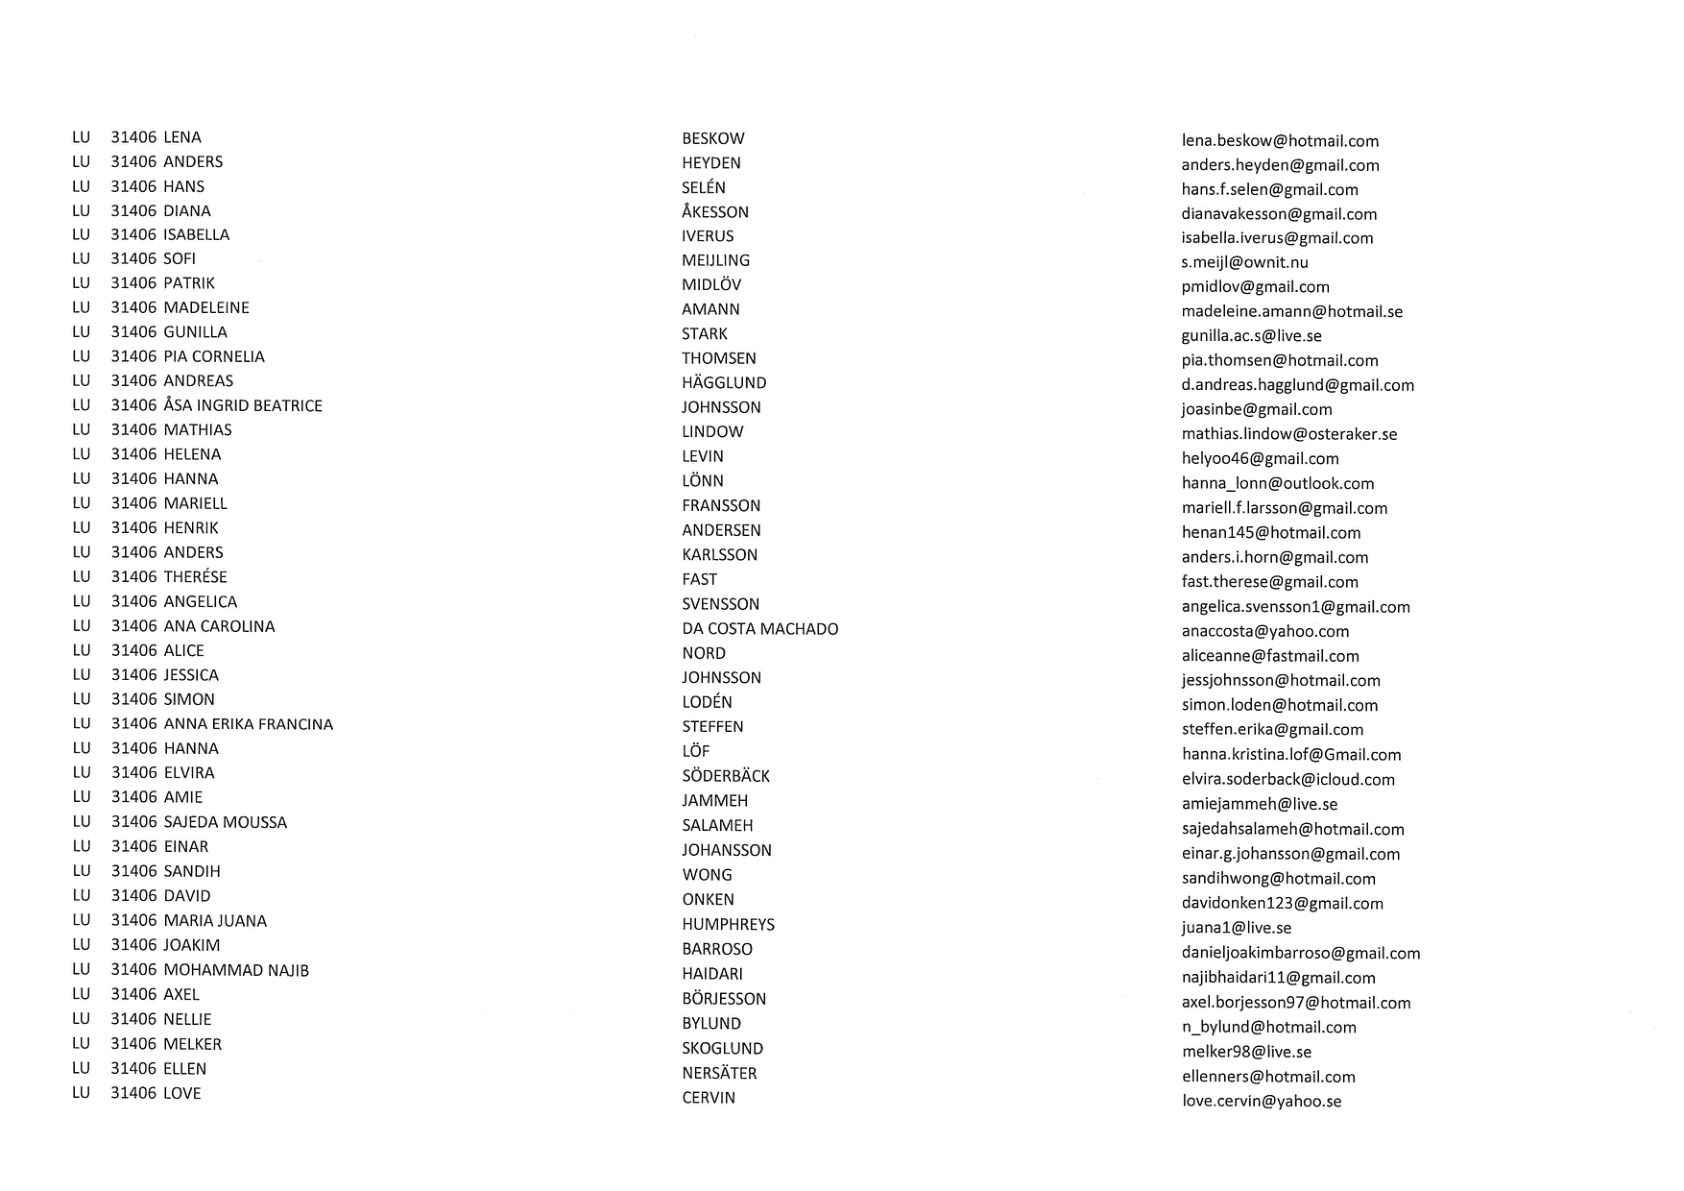 LU 31406 LENA BESKOW lena.beskow@hotmail.com
LU 31406 ANDERS HEYDEN anders.heyden@gmail.com
LU 31406 HANS SELÉN hans.f.selen@gmail.com
LU 31406 DIANA ÅKESSON dianavakesson@gmail.com
LU 31406 ISABELLA IVERUS isabella.iverus@gmail.com
LU 31406 SOFI MEIJLING s.meijl@ownit.nu
LU 31406 PATRIK MIDLÖV pmidlov@gmail.com
LU 31406 MADELEINE AMANN madeleine.amann@hotmail.se
LU 31406 GUNILLA STARK gunilla.ac.s@live.se
LU 31406 PIA CORNELIA THOMSEN pia.thomsen@hotmail.com
LU 31406 ANDREAS HÄGGLUND d.andreas.hagglund@gmail.com
LU 31406 ÅSA INGRID BEATRICE JOHNSSON joasinbe@gmail.com
LU 31406 MATHIAS LINDOW mathias.lindow@osteraker.se
LU 31406 HELENA LEVIN helyoo46@gmail.com
LU 31406 HANNA LÖNN hanna_lonn@outlook.com
LU 31406 MARIELL FRANSSON mariell.f.larsson@gmail.com
LU 31406 HENRIK ANDERSEN henan145@hotmail.com
LU 31406 ANDERS KARLSSON anders.i.horn@gmail.com
LU 31406 THERÉSE FAST fast.therese@gmail.com
LU 31406 ANGELICA SVENSSON angelica.svensson1@gmail.com
LU 31406 ANA CAROLINA DA COSTA MACHADO anaccosta@yahoo.com
LU 31406 ALICE NORD aliceanne@fastmail.com
LU 31406 JESSICA JOHNSSON jessjohnsson@hotmail.com
LU 31406 SIMON LODÉN simon.loden@hotmail.com
LU 31406 ANNA ERIKA FRANCINA STEFFEN steffen.erika@gmail.com
LU 31406 HANNA LÖF hanna.kristina.lof@Gmail.com
LU 31406 ELVIRA SÖDERBÄCK elvira.soderback@icloud.com
LU 31406 AMIE JAMMEH amiejammeh@live.se
LU 31406 SAJEDA MOUSSA SALAMEH sajedahsalameh@hotmail.com
LU 31406 EINAR JOHANSSON einar.g.johansson@gmail.com
LU 31406 SANDIH WONG sandihwong@hotmail.com
LU 31406 DAVID ONKEN davidonken123@gmail.com
LU 31406 MARIA JUANA HUMPHREYS juana1@live.se
LU 31406 JOAKIM BARROSO danieljoakimbarroso@gmail.com
LU 31406 MOHAMMAD NAJIB HAIDARI najibhaidari11@gmail.com
LU 31406 AXEL BÖRJESSON axel.borjesson97@hotmail.com
LU 31406 NELLIE BYLUND n_bylund@hotmail.com
LU 31406 MELKER SKOGLUND melker98@live.se
LU 31406 ELLEN NERSÄTER ellenners@hotmail.com
LU 31406 LOVE CERVIN love.cervin@yahoo.se